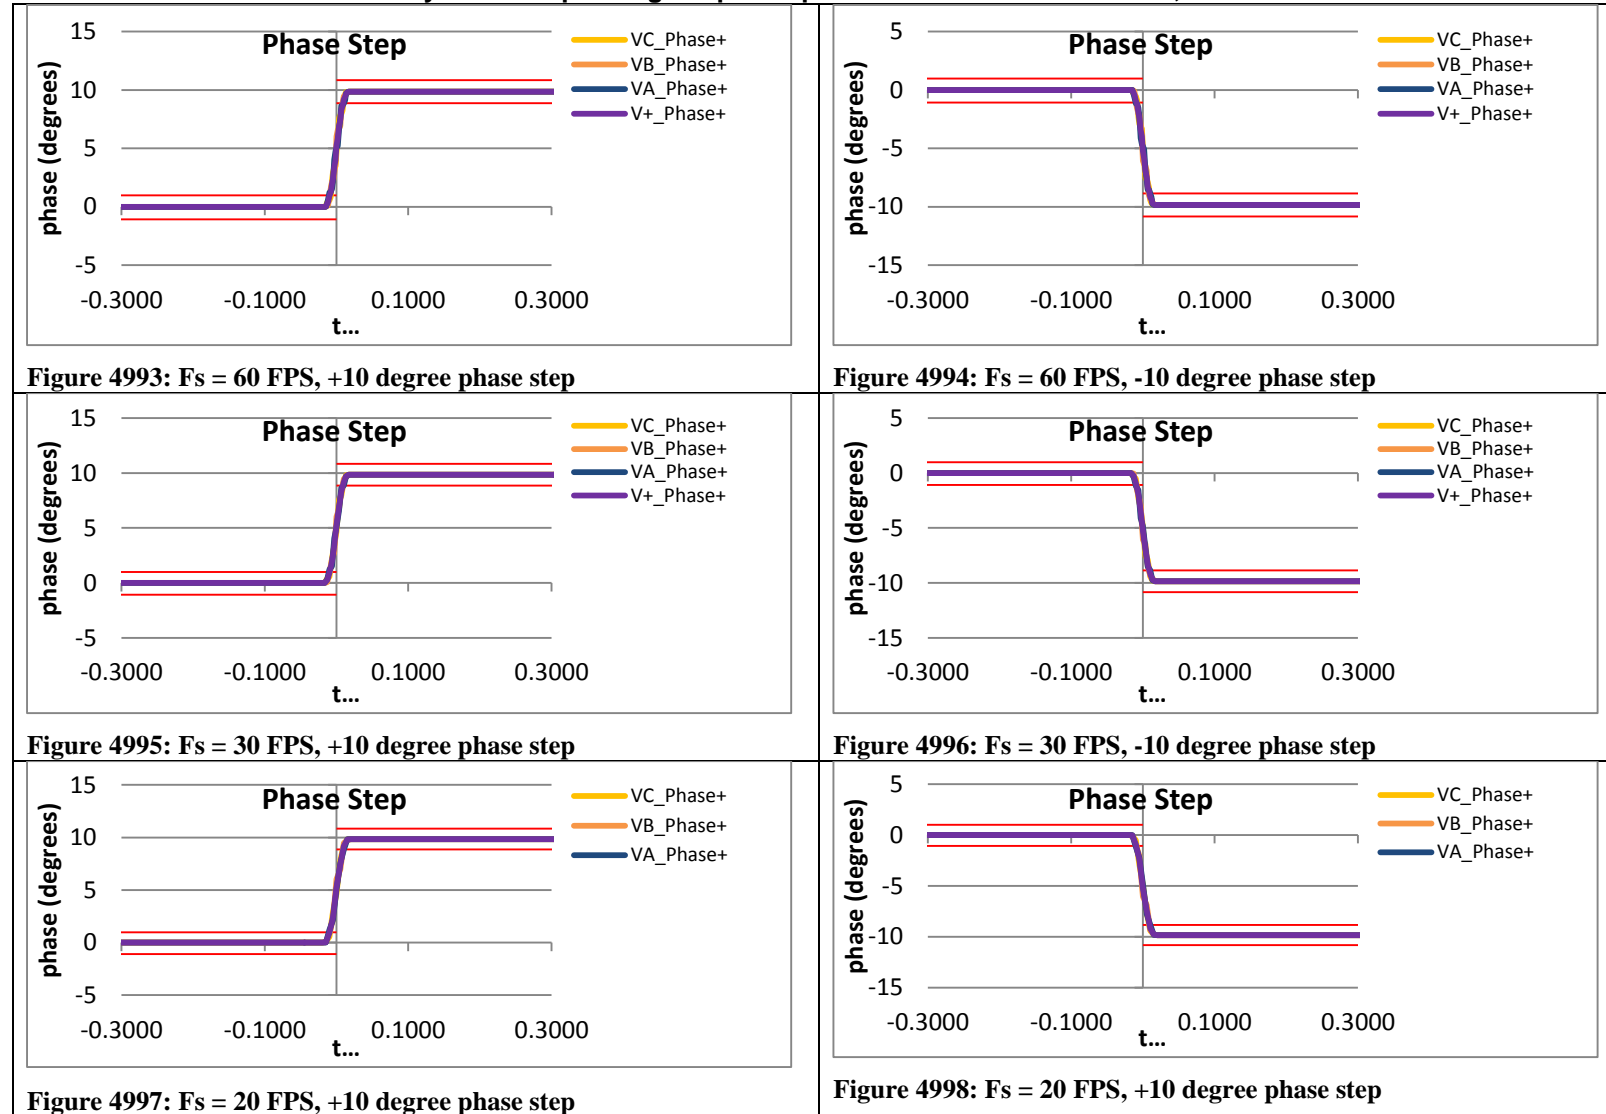 15
Phase Step
10
5
0
-5
phase (degrees)
-0.3000 -0.1000 0.1000 0.3000
t...
VC_Phase+
VB_Phase+
VA_Phase+
V+_Phase+
Figure 4993: Fs = 60 FPS, +10 degree phase step
5
Phase Step
0
-5
-10
-15
phase (degrees)
-0.3000 -0.1000 0.1000 0.3000
t...
VC_Phase+
VB_Phase+
VA_Phase+
V+_Phase+
Figure 4994: Fs = 60 FPS, -10 degree phase step
15
Phase Step
10
5
0
-5
phase (degrees)
-0.3000 -0.1000 0.1000 0.3000
t...
VC_Phase+
VB_Phase+
VA_Phase+
V+_Phase+
Figure 4995: Fs = 30 FPS, +10 degree phase step
5
Phase Step
0
-5
-10
-15
phase (degrees)
-0.3000 -0.1000 0.1000 0.3000
t...
VC_Phase+
VB_Phase+
VA_Phase+
V+_Phase+
Figure 4996: Fs = 30 FPS, -10 degree phase step
15
Phase Step
10
5
0
-5
phase (degrees)
-0.3000 -0.1000 0.1000 0.3000
t...
VC_Phase+
VB_Phase+
VA_Phase+
Figure 4997: Fs = 20 FPS, +10 degree phase step
5
Phase Step
0
-5
-10
-15
phase (degrees)
-0.3000 -0.1000 0.1000 0.3000
t...
VC_Phase+
VB_Phase+
VA_Phase+
Figure 4998: Fs = 20 FPS, +10 degree phase step